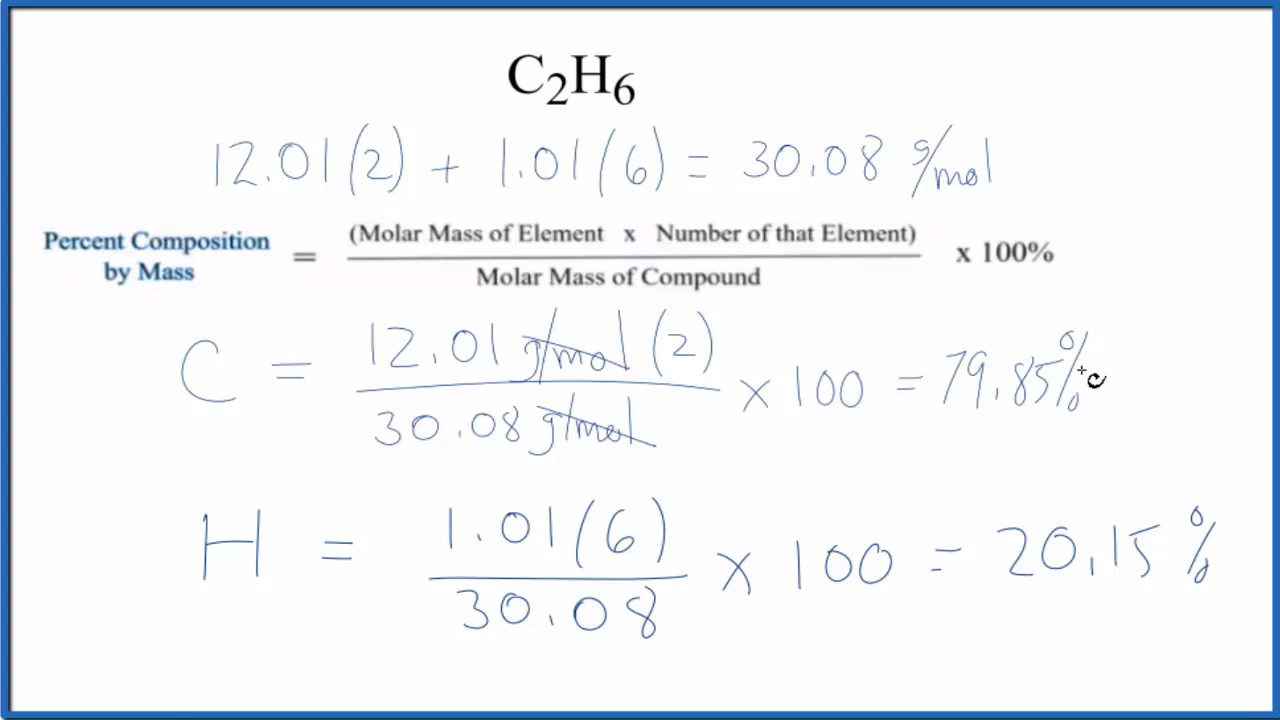 C₂H₆
12.01(2) + 1.01(6) = 30.08 g/mol
Percent Composition by Mass = (Molar Mass of Element x Number of that Element) / Molar Mass of Compound x 100%
C = 12.01 g/mol (2) / 30.08 g/mol x 100 = 79.85% c
H = 1.01(6) / 30.08 x 100 = 20.15%